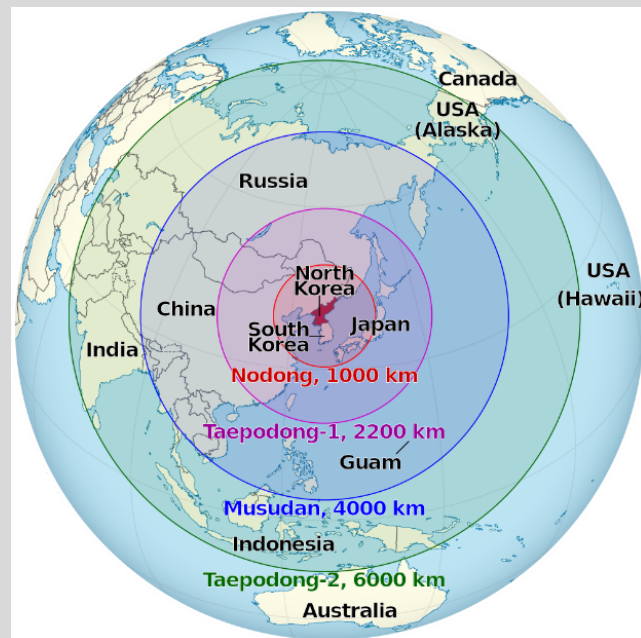 Canada
USA
(Alaska)
Russia
North
Korea
USA
(Hawaii)
China
South
Korea
Japan
India
Nodong, 1000 km
Taepodong-1, 2200 km
Guam
Musudan, 4000 km
Indonesia
Taepodong-2, 6000 km
Australia